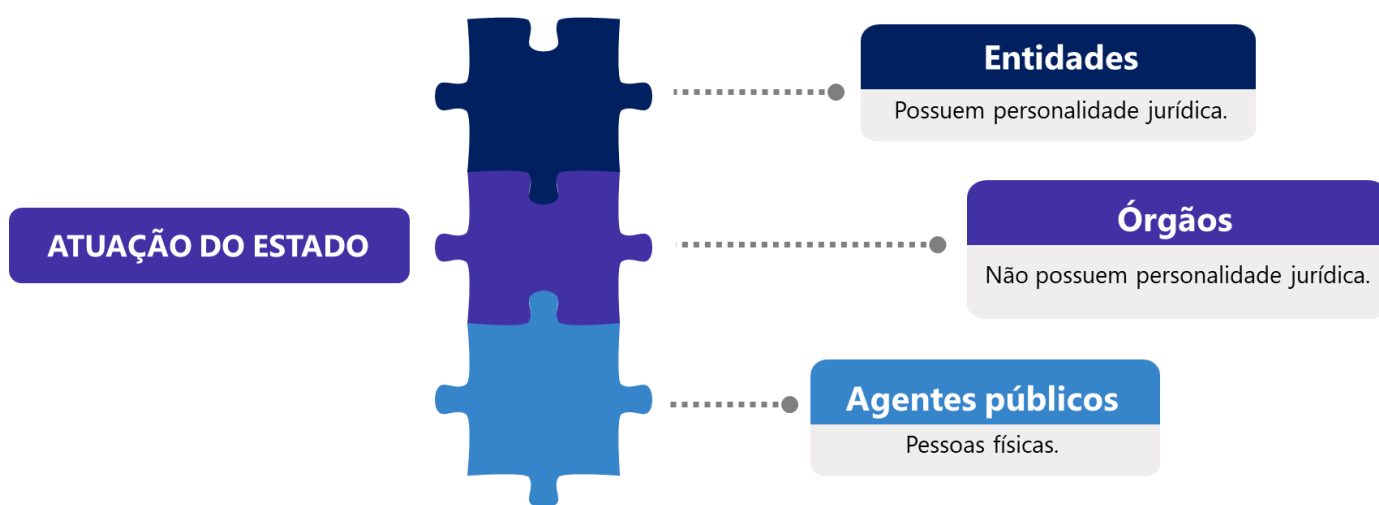 ATUAÇÃO DO ESTADO
Entidades
Possuem personalidade jurídica.
Órgãos
Não possuem personalidade jurídica.
Agentes públicos
Pessoas físicas.